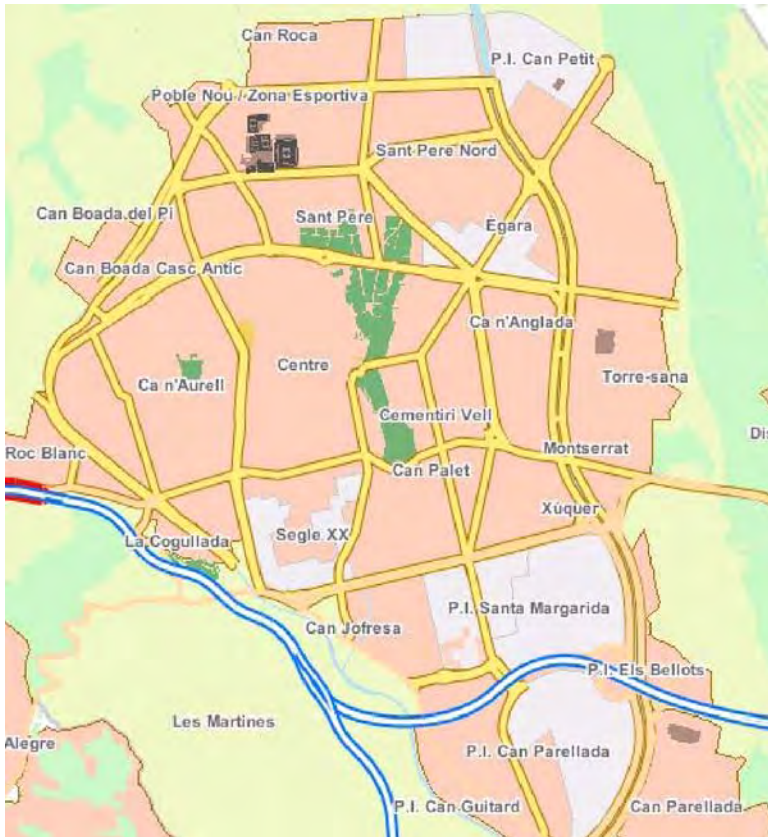 Can Roca
P.I. Can Petit
Poble Nou / Zona Esportiva
Sant Pere Nord
Can Boada del Pi
Sant Pere
Ègara
Can Boada Casc Antic
Ca n'Anglada
Centre
Ca n'Aurell
Torre-sana
Cementiri Vell
Roc Blanc
Montserrat
Can Palet
Xúquer
La Cogullada
Segle XX
P.I. Santa Margarida
Can Jofresa
P.I. Els Bellots
Les Martines
Alegre
P.I. Can Parellada
P.I. Can Guitard
Can Parellada